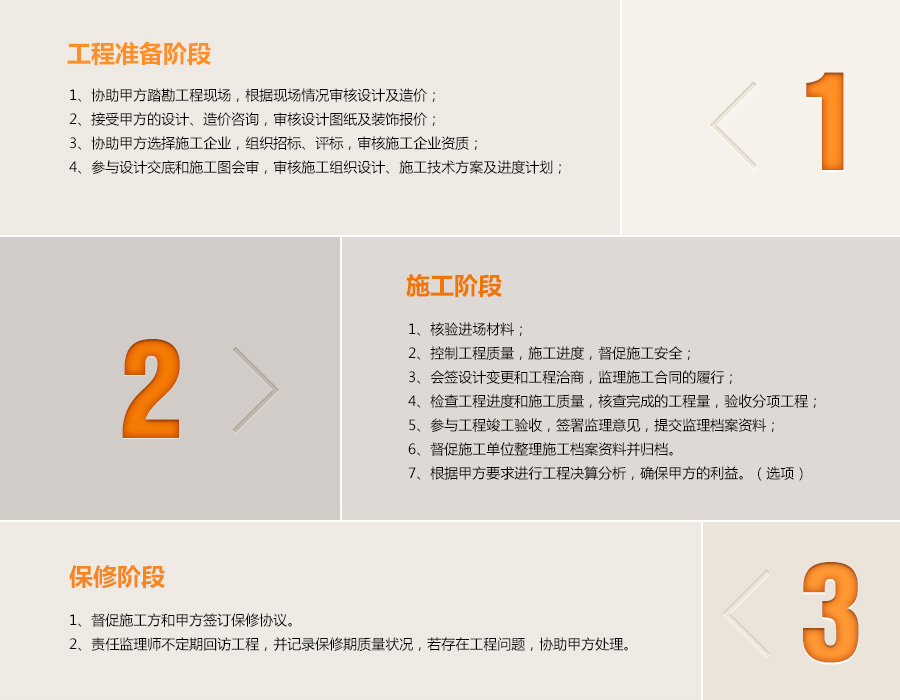 工程准备阶段
1、协助甲方踏勘工程现场，根据现场情况审核设计及造价；
2、接受甲方的设计、造价咨询，审核设计图纸及装饰报价；
3、协助甲方选择施工企业，组织招标、评标，审核施工企业资质；
4、参与设计交底和施工图会审，审核施工组织设计、施工技术方案及进度计划；
1
施工阶段
1、核验进场材料；
2、控制工程质量，施工进度，督促施工安全；
3、会签设计变更和工程洽商，监理施工合同的履行；
4、检查工程进度和施工质量，核查完成的工程量，验收分项工程；
5、参与工程竣工验收，签署监理意见，提交监理档案资料；
6、督促施工单位整理施工档案资料并归档。
7、根据甲方要求进行工程决算分析，确保甲方的利益。（选项）
2
保修阶段
1、督促施工方和甲方签订保修协议。
2、责任监理师不定期回访工程，并记录保修期质量状况，若存在工程问题，协助甲方处理。
3